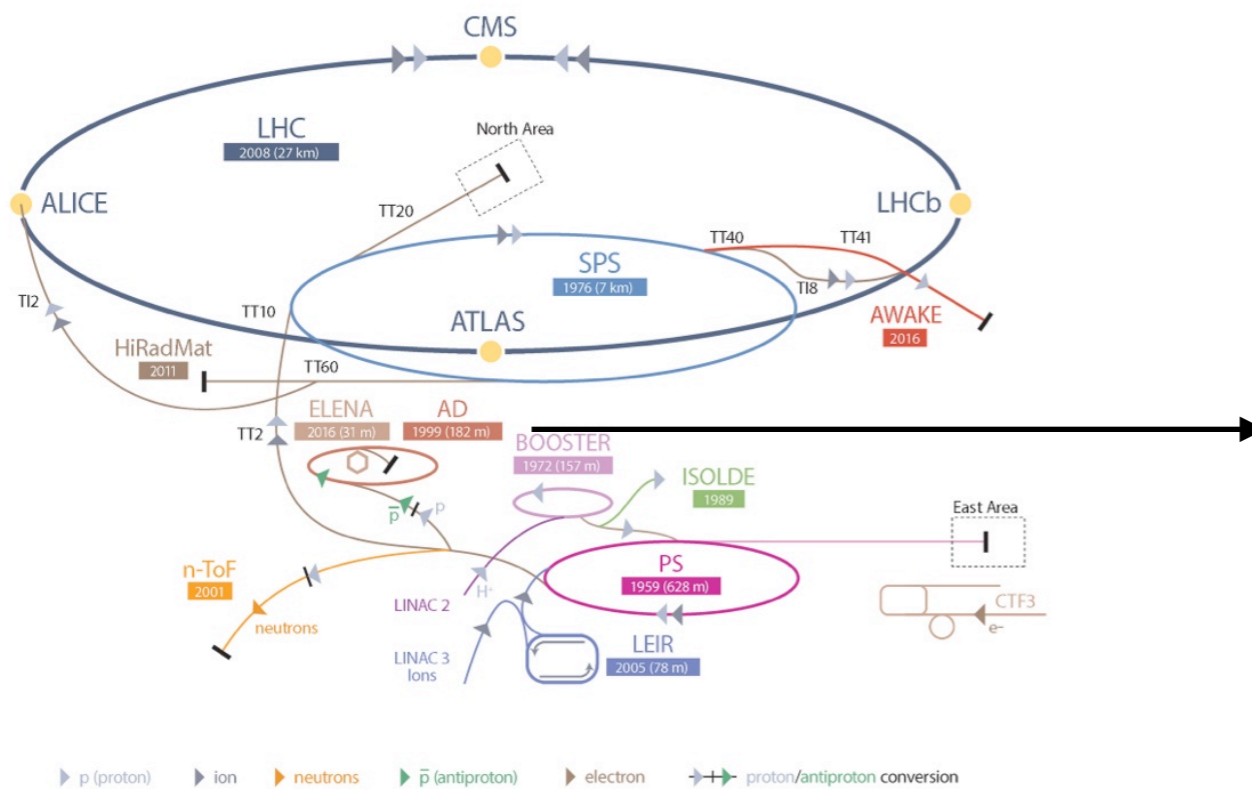 CMS
LHC
2008 (27 km)
North Area
ALICE
TT20
LHCb
TT40
TT41
SPS
1976 (7 km)
TI2
TT10
TI8
ATLAS
AWAKE
2016
HiRadMat
2011
TT60
ELENA
2016 (31 m)
AD
1999 (182 m)
TT2
BOOSTER
1972 (157 m)
ISOLDE
1989
p̅
p
East Area
n-ToF
2001
PS
1959 (628 m)
neutrons
LINAC 2
H⁺
CTF3
e⁻
LINAC 3
Ions
LEIR
2005 (78 m)
p (proton)
ion
neutrons
p̅ (antiproton)
electron
proton/antiproton conversion